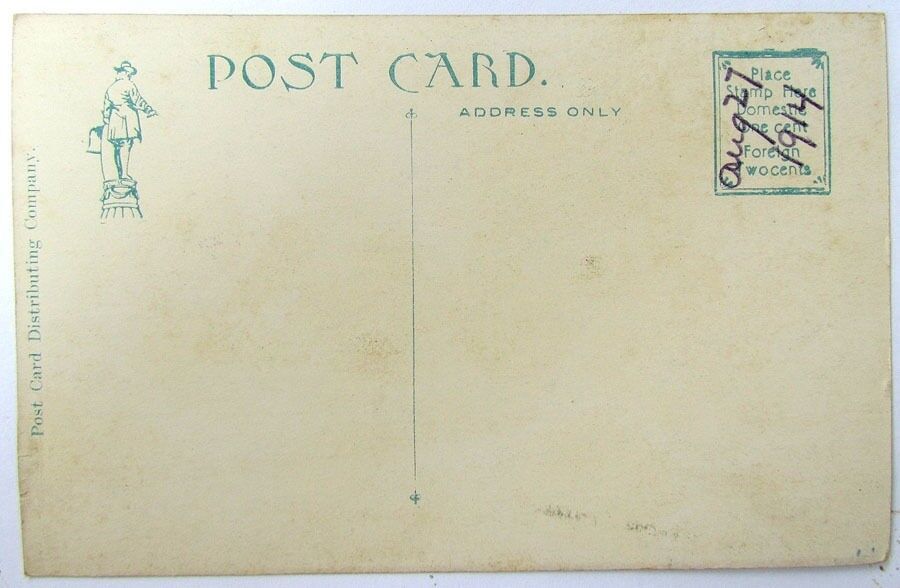 POST CARD.
ADDRESS ONLY
Place
Stamp Here
Domestic
One cent
Foreign
Two cents
Aug 27
1914
Post Card Distributing Company.